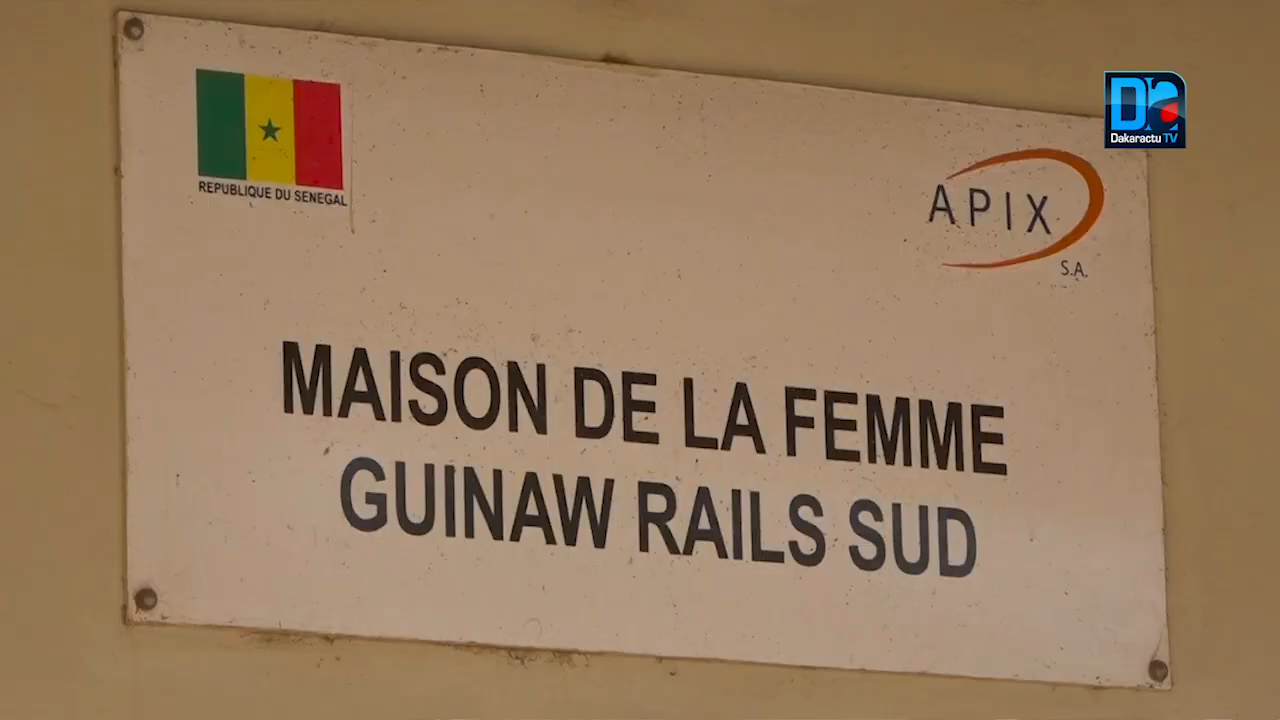 Dakaractu TV
REPUBLIQUE DU SENEGAL
APIX
S.A.
MAISON DE LA FEMME
GUINAW RAILS SUD